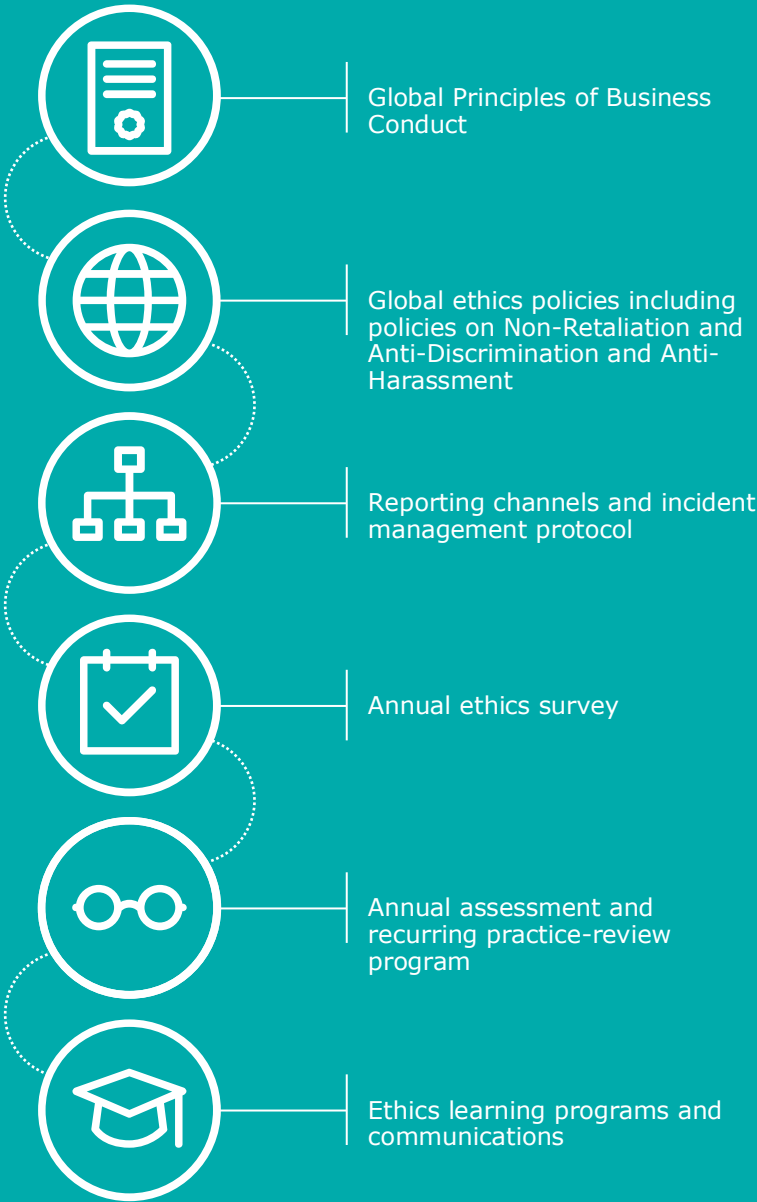 Global Principles of Business
Conduct
Global ethics policies including
policies on Non-Retaliation and
Anti-Discrimination and Anti-
Harassment
Reporting channels and incident
management protocol
Annual ethics survey
Annual assessment and
recurring practice-review
program
Ethics learning programs and
communications